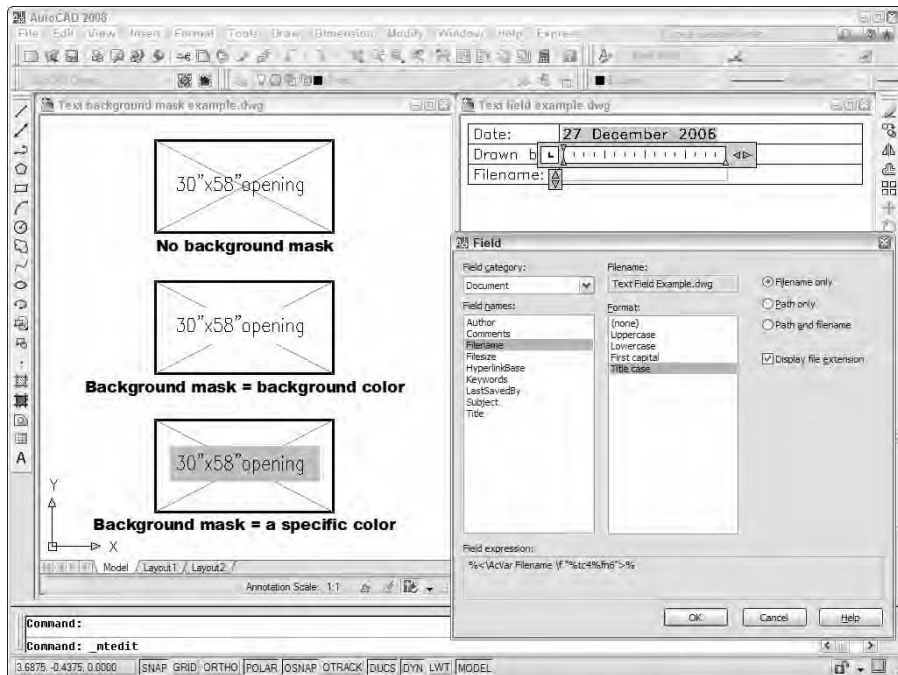 AutoCAD 2008
File Edit View Insert Format Tools Draw Dimension Modify Window Help Express
Text background mask example.dwg
30"x58"opening
No background mask
30"x58"opening
Background mask = background color
30"x58"opening
Background mask = a specific color
Y
X
Model Layout1 Layout2
Annotation Scale: 1:1
Text field example.dwg
Date: 27 December 2006
Drawn b
Filename:
Field
Field category:
Document
Field names:
Author
Comments
Filename
Filesize
HyperlinkBase
Keywords
LastSavedBy
Subject
Title
Filename:
Text Field Example.dwg
Format:
(none)
Uppercase
Lowercase
First capital
Title case
Filename only
Path only
Path and filename
Display file extension
Field expression:
%<\AcVar Filename \f "%tc4%fn6">%
OK Cancel Help
Command:
Command: _mtedit
3.6875, -0.4375, 0.0000 SNAP GRID ORTHO POLAR OSNAP OTRACK DUCS DYN LWT MODEL